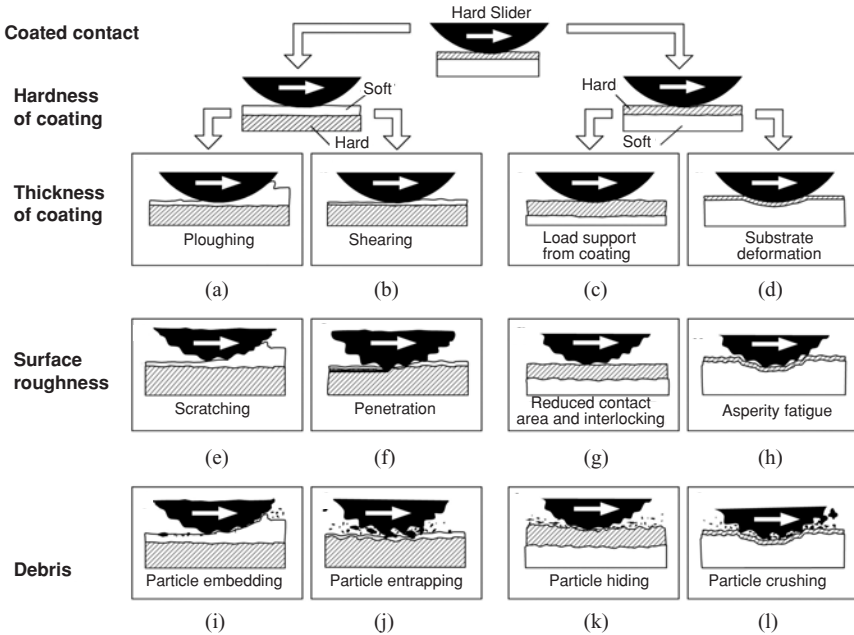 Hard Slider
Coated contact
Hardness
of coating
Soft
Hard
Hard
Soft
Thickness
of coating
Ploughing
Shearing
Load support
from coating
Substrate
deformation
(a)
(b)
(c)
(d)
Surface
roughness
Scratching
Penetration
Reduced contact
area and interlocking
Asperity fatigue
(e)
(f)
(g)
(h)
Debris
Particle embedding
Particle entrapping
Particle hiding
Particle crushing
(i)
(j)
(k)
(l)